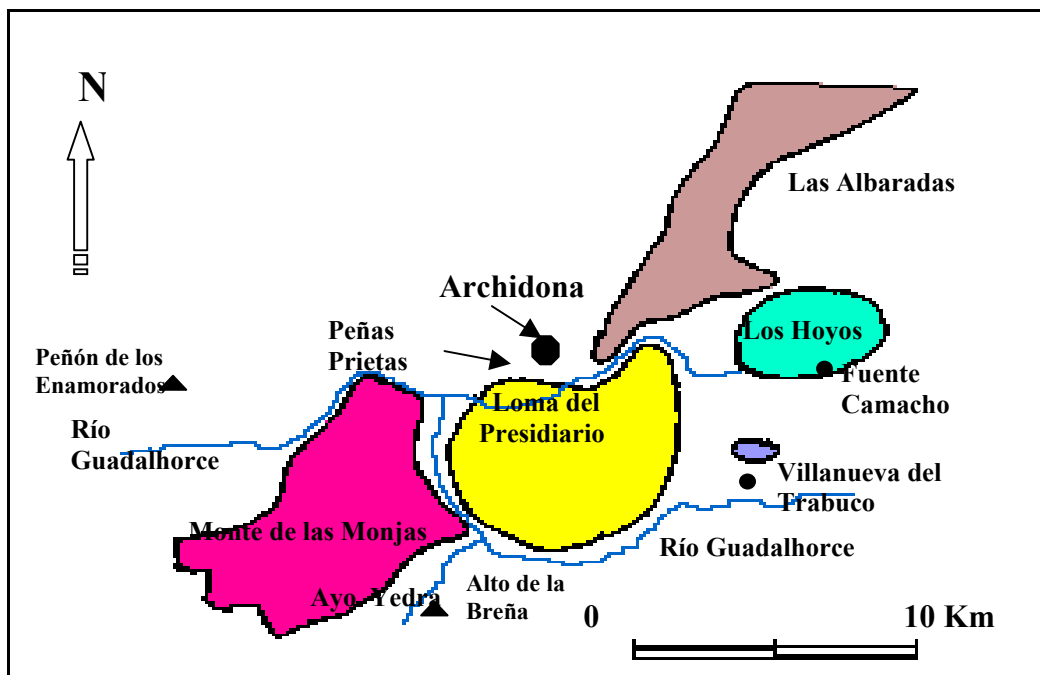 N
Las Albaradas
Archidona
Peñas
Prietas
Los Hoyos
Peñón de los
Enamorados
Fuente
Camacho
Loma del
Presidiario
Río
Guadalhorce
Villanueva del
Trabuco
Monte de las Monjas
Río Guadalhorce
Ayo. Yedra
Alto de la
Breña
0
10 Km